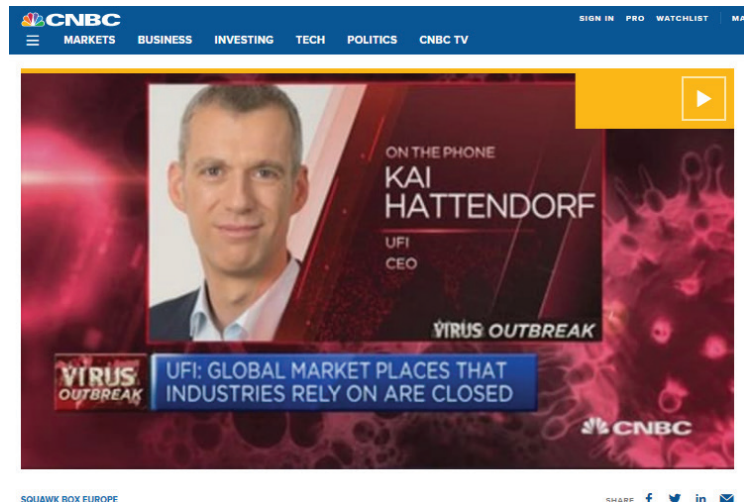 CNBC
SIGN IN PRO WATCHLIST MA
MARKETS BUSINESS INVESTING TECH POLITICS CNBC TV
ON THE PHONE
KAI
HATTENDORF
UFI
CEO
VIRUS OUTBREAK
VIRUS
OUTBREAK
UFI: GLOBAL MARKET PLACES THAT
INDUSTRIES RELY ON ARE CLOSED
CNBC
SQUAWK BOX EUROPE
SHARE f in